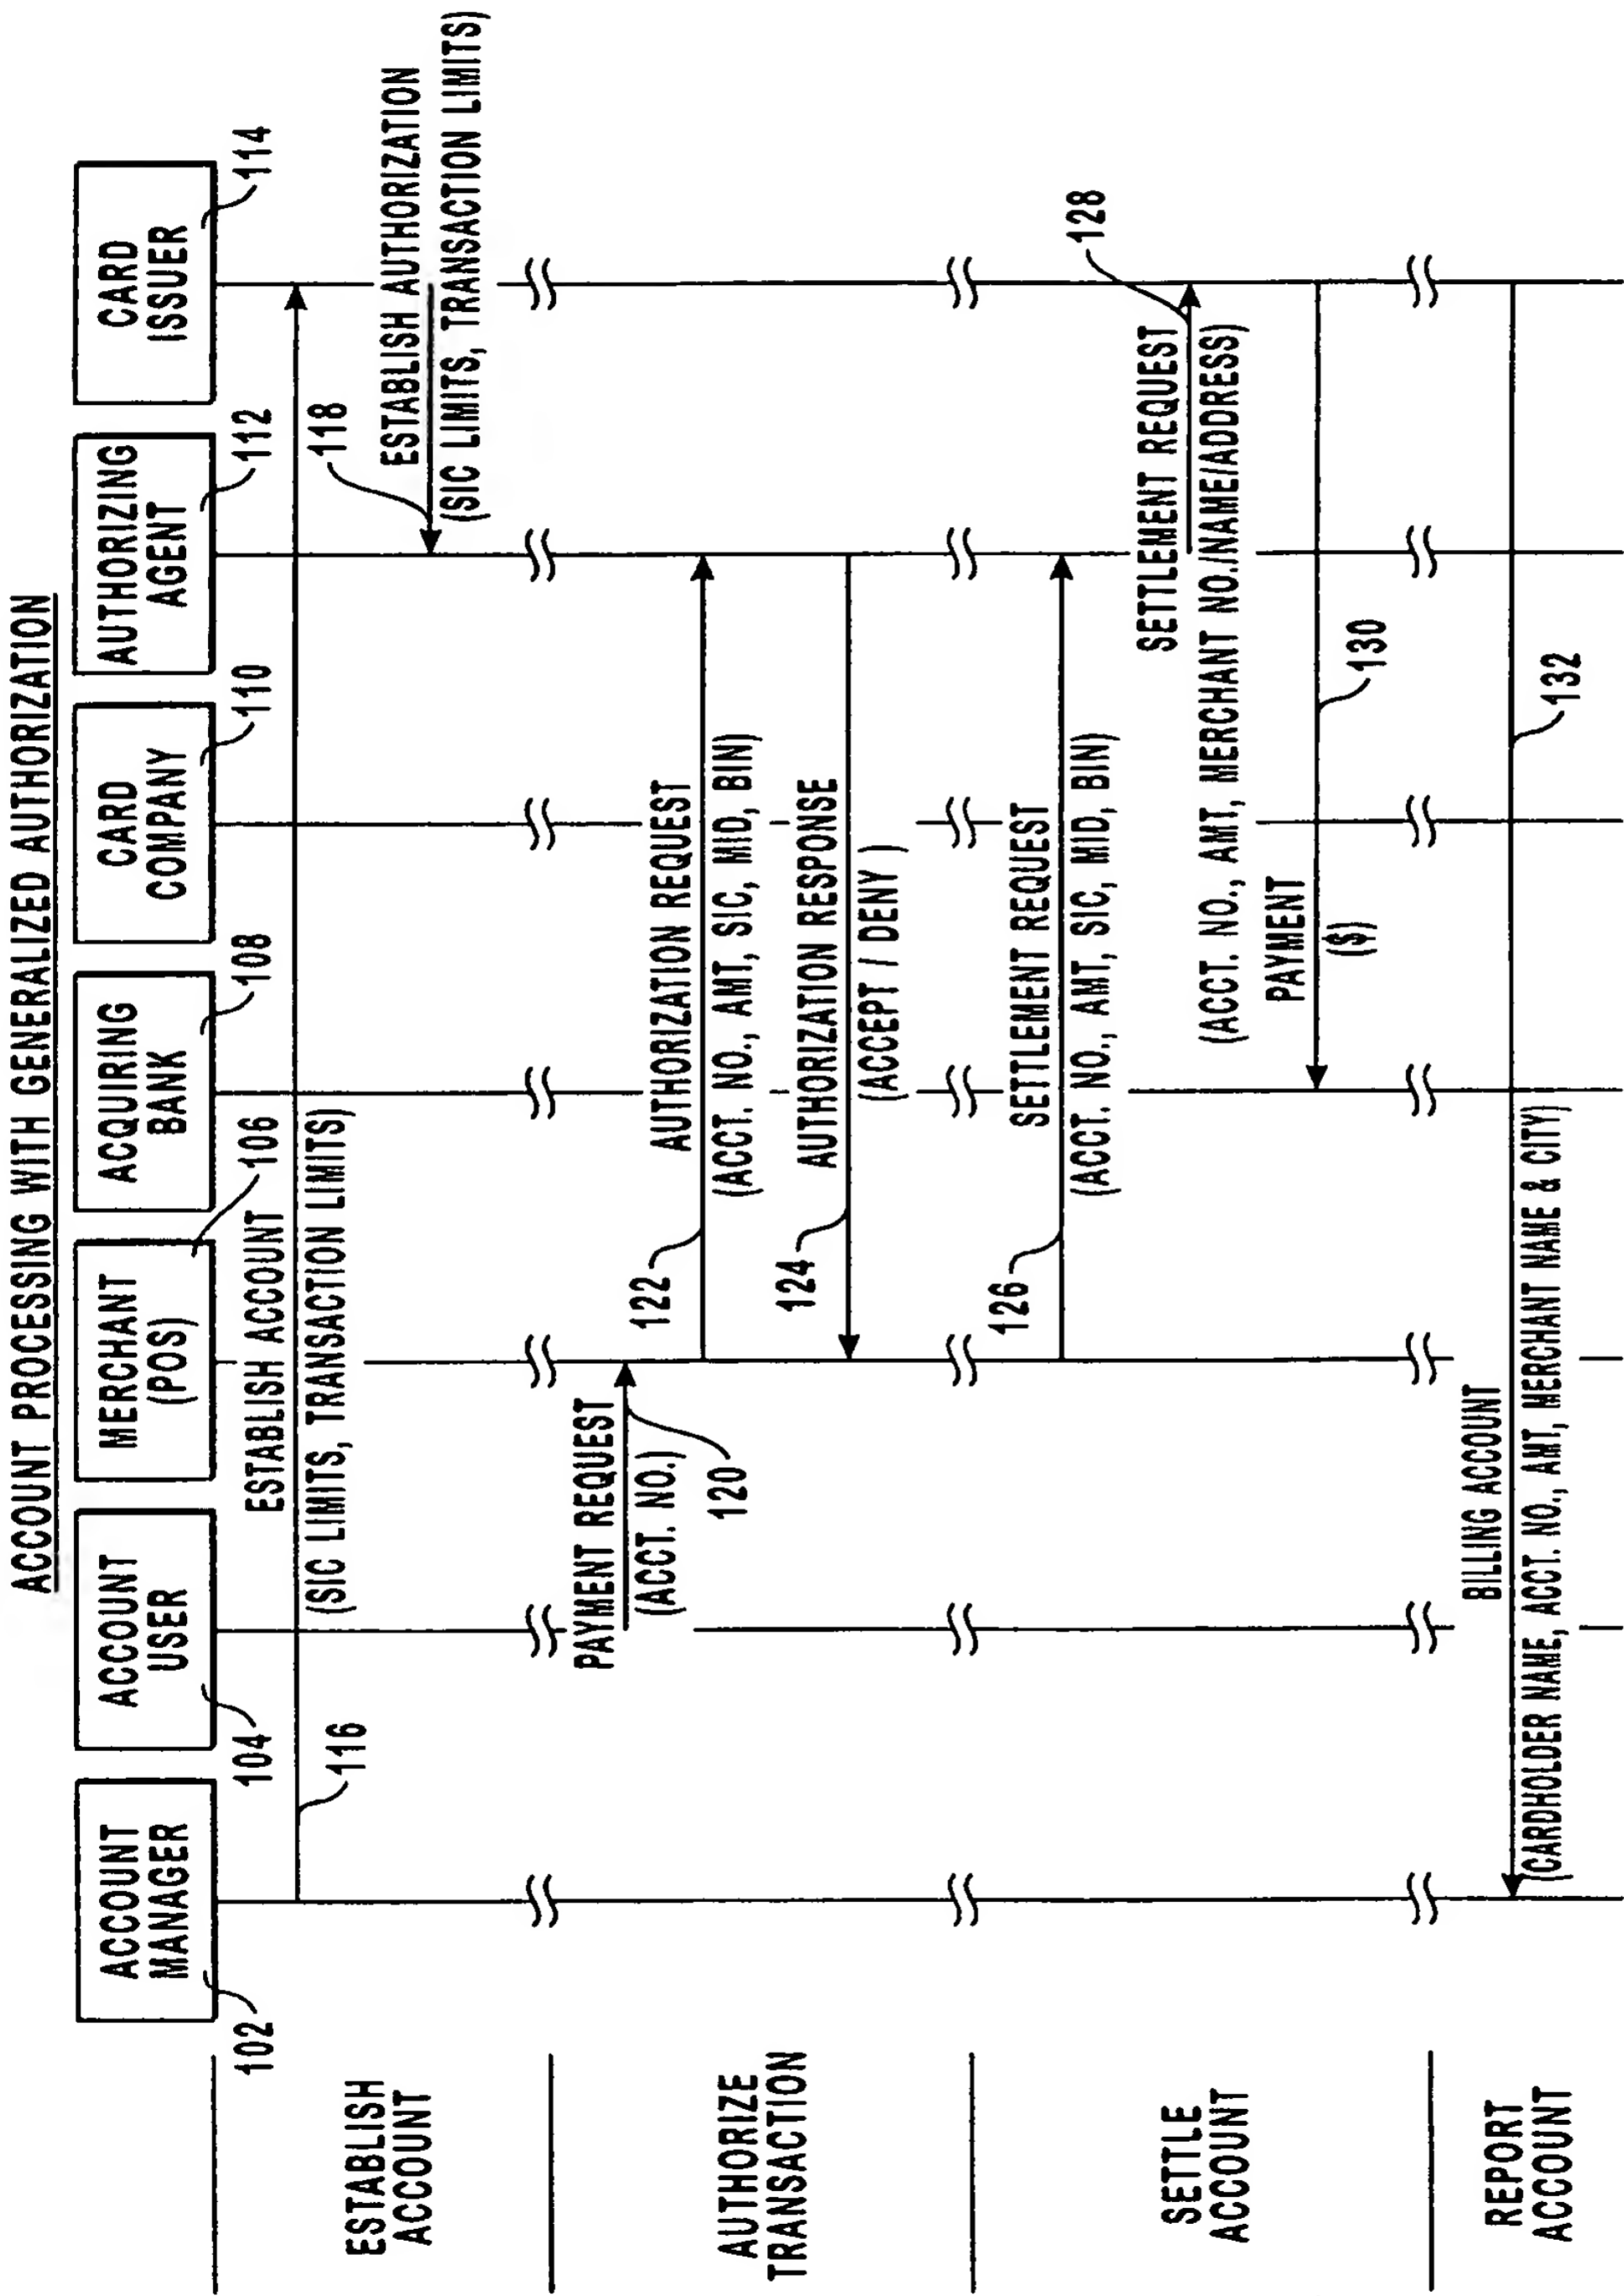 ACCOUNT PROCESSING WITH GENERALIZED AUTHORIZATION
ACCOUNT
MANAGER
102
ACCOUNT
USER
104
MERCHANT
(POS)
106
ACQUIRING
BANK
108
CARD
COMPANY
110
AUTHORIZING
AGENT
112
CARD
ISSUER
114
ESTABLISH
ACCOUNT
ESTABLISH ACCOUNT
(SIC LIMITS, TRANSACTION LIMITS)
116
118
ESTABLISH AUTHORIZATION
(SIC LIMITS, TRANSACTION LIMITS)
AUTHORIZE
TRANSACTION
PAYMENT REQUEST
(ACCT. NO.)
120
122
AUTHORIZATION REQUEST
(ACCT. NO., AMT, SIC, MID, BIN)
124
AUTHORIZATION RESPONSE
(ACCEPT / DENY )
SETTLE
ACCOUNT
126
SETTLEMENT REQUEST
(ACCT. NO., AMT, SIC, MID, BIN)
128
SETTLEMENT REQUEST
(ACCT. NO., AMT, MERCHANT NO./NAME/ADDRESS)
PAYMENT
($)
130
REPORT
ACCOUNT
BILLING ACCOUNT
(CARDHOLDER NAME, ACCT. NO., AMT, MERCHANT NAME & CITY)
132